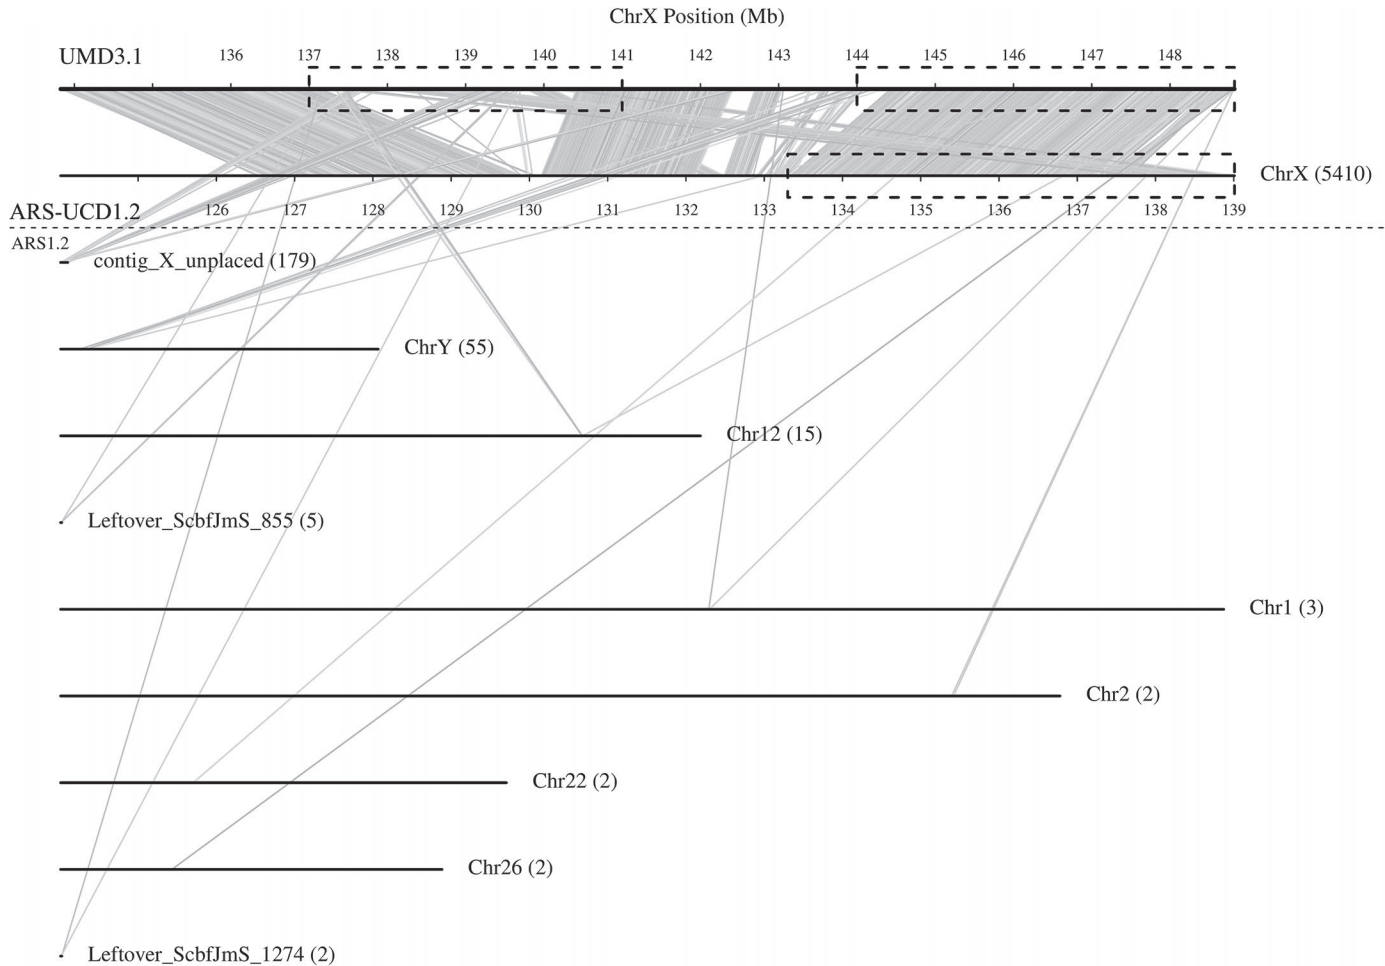 ChrX Position (Mb)
UMD3.1 136 137 138 139 140 141 142 143 144 145 146 147 148
ChrX (5410)
ARS-UCD1.2 126 127 128 129 130 131 132 133 134 135 136 137 138 139
ARS1.2
contig_X_unplaced (179)
ChrY (55)
Chr12 (15)
Leftover_ScbfJmS_855 (5)
Chr1 (3)
Chr2 (2)
Chr22 (2)
Chr26 (2)
Leftover_ScbfJmS_1274 (2)